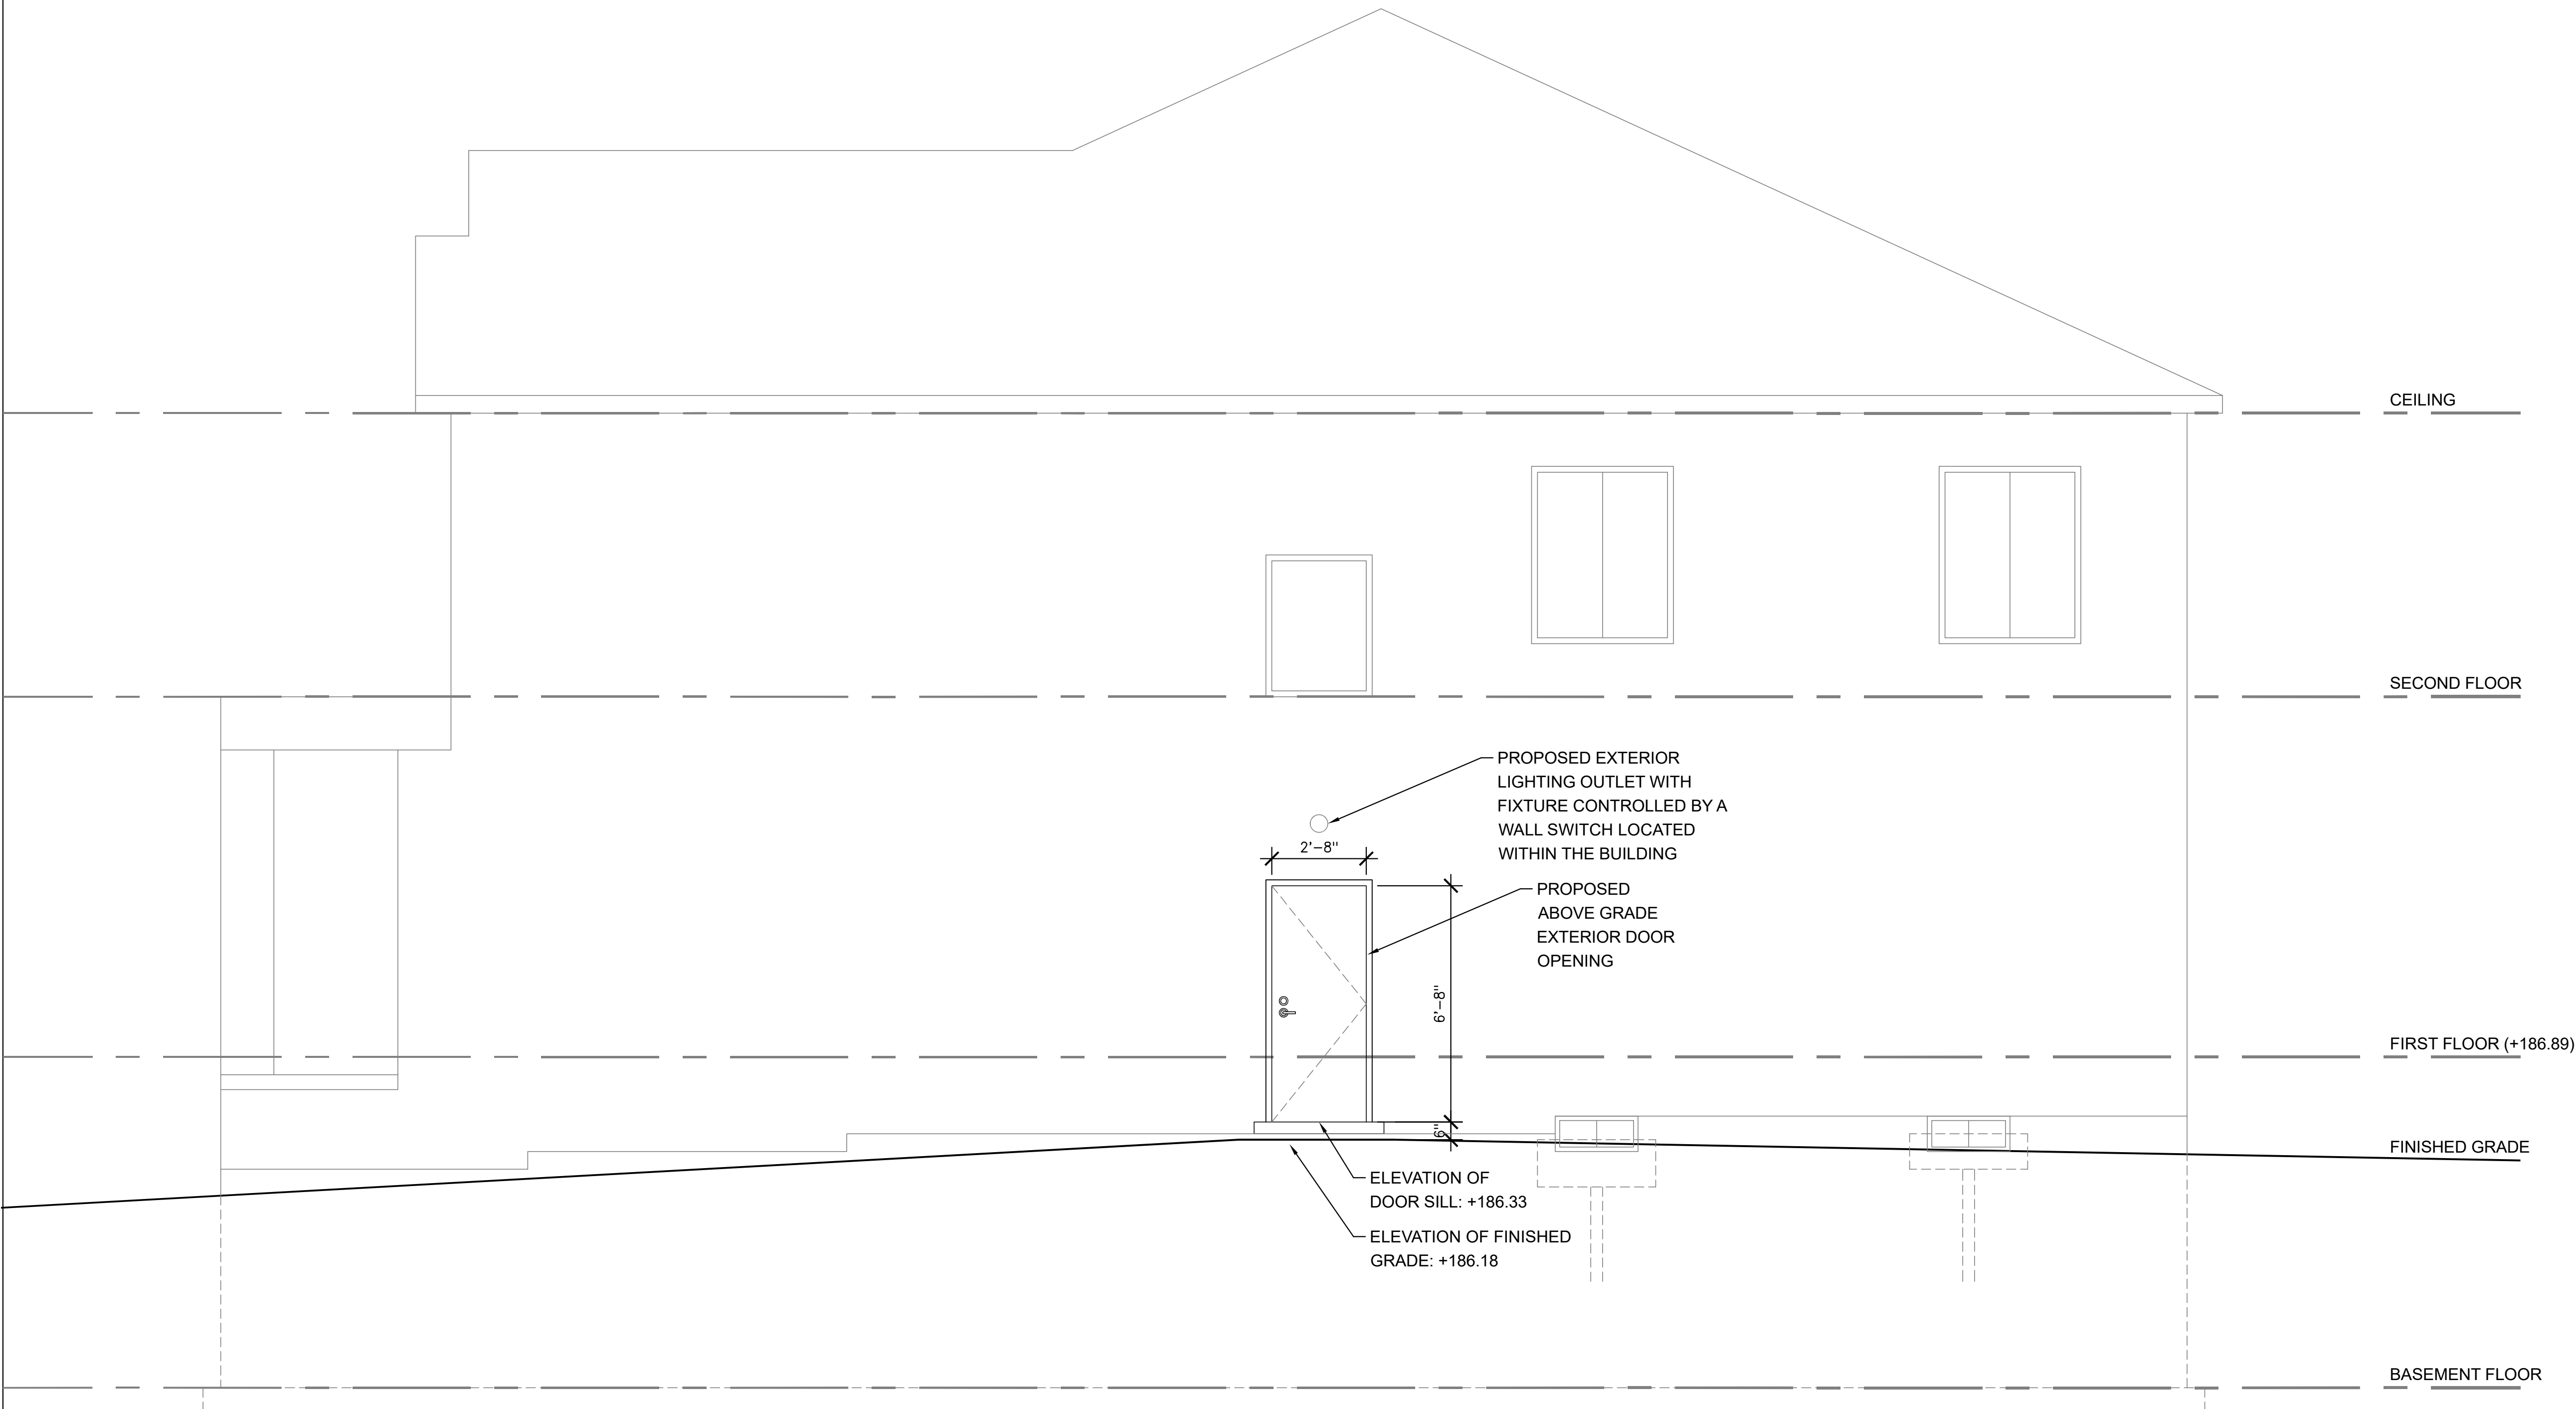 CEILING
SECOND FLOOR
PROPOSED EXTERIOR
LIGHTING OUTLET WITH
FIXTURE CONTROLLED BY A
WALL SWITCH LOCATED
WITHIN THE BUILDING
2'-8"
PROPOSED
ABOVE GRADE
EXTERIOR DOOR
OPENING
6'-8"
FIRST FLOOR (+186.89)
6"
FINISHED GRADE
ELEVATION OF
DOOR SILL: +186.33
ELEVATION OF FINISHED
GRADE: +186.18
BASEMENT FLOOR